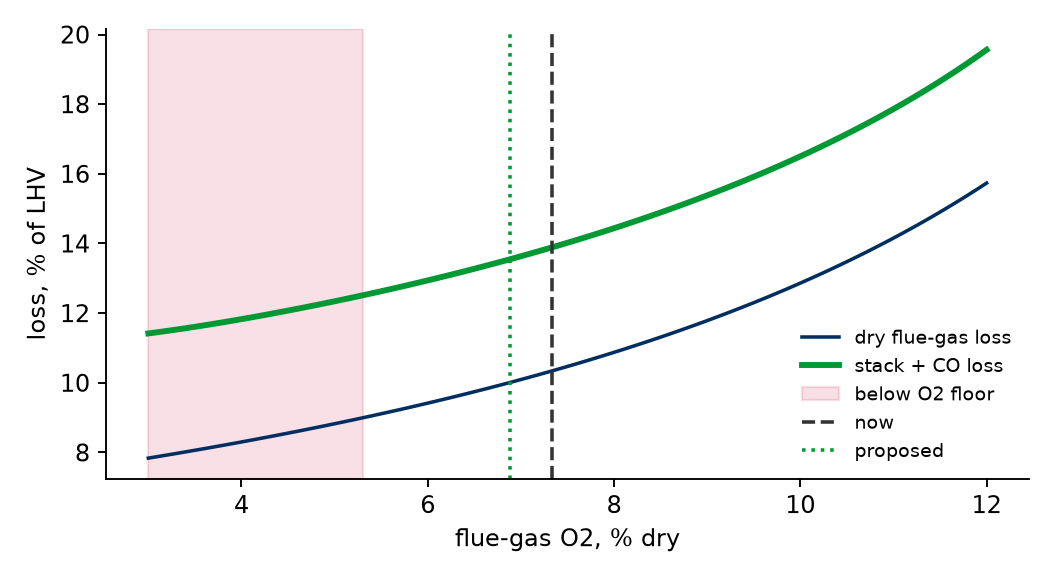 20
18
16
14
12
10
8
loss, % of LHV
dry flue-gas loss
stack + CO loss
below O2 floor
now
proposed
4 6 8 10 12
flue-gas O2, % dry